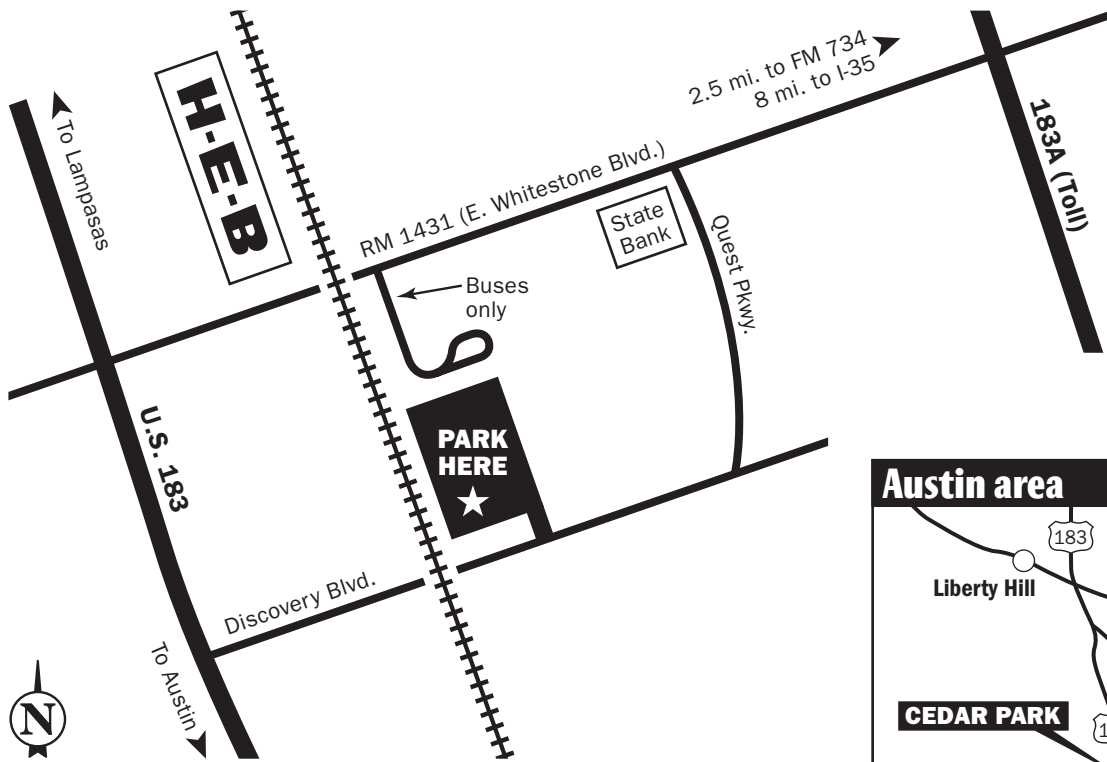 To Lampasas
H-E-B
2.5 mi. to FM 734
8 mi. to I-35
183A (Toll)
RM 1431 (E. Whitestone Blvd.)
State
Bank
Quest Pkwy.
Buses
only
U.S. 183
PARK
HERE
Discovery Blvd.
To Austin
N
Austin area
183
Liberty Hill
CEDAR PARK